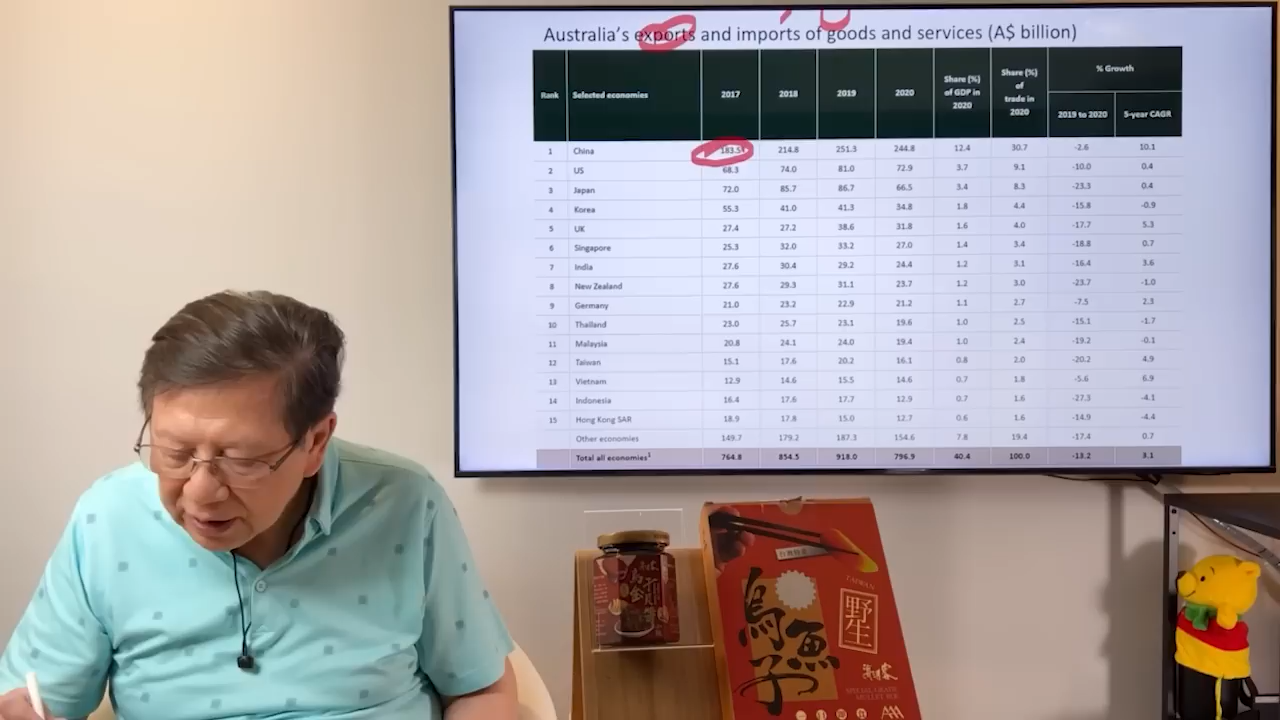 Australia's exports and imports of goods and services (A$ billion)
Rank Selected economies 2017 2018 2019 2020 Share (%) of GDP in 2020 Share (%) of trade in 2020 % Growth 2019 to 2020 5-year CAGR
1 China 183.5 214.8 251.3 244.8 12.4 30.7 -2.6 10.1
2 US 68.3 74.0 81.0 72.9 3.7 9.1 -10.0 0.4
3 Japan 72.0 85.7 86.7 66.5 3.4 8.3 -23.3 0.4
4 Korea 55.3 41.0 41.3 34.8 1.8 4.4 -15.8 -0.9
5 UK 27.4 27.2 38.6 31.8 1.6 4.0 -17.7 5.3
6 Singapore 25.3 32.0 33.2 27.0 1.4 3.4 -18.8 0.7
7 India 27.6 30.4 29.2 24.4 1.2 3.1 -16.4 3.6
8 New Zealand 27.6 29.3 31.1 23.7 1.2 3.0 -23.7 -1.0
9 Germany 21.0 23.2 22.9 21.2 1.1 2.7 -7.5 2.3
10 Thailand 23.0 25.7 23.1 19.6 1.0 2.5 -15.1 -1.7
11 Malaysia 20.8 24.1 24.0 19.4 1.0 2.4 -19.2 -0.1
12 Taiwan 15.1 17.6 20.2 16.1 0.8 2.0 -20.2 4.9
13 Vietnam 12.9 14.6 15.5 14.6 0.7 1.8 -5.6 6.9
14 Indonesia 16.4 17.6 17.7 12.9 0.7 1.6 -27.3 -4.1
15 Hong Kong SAR 18.9 17.8 15.0 12.7 0.6 1.6 -14.9 -4.4
Other economies 149.7 179.2 187.3 154.6 7.8 19.4 -17.4 0.7
Total all economies¹ 764.8 854.5 918.0 796.9 40.4 100.0 -13.2 3.1
TAIWAN
野生
烏魚子